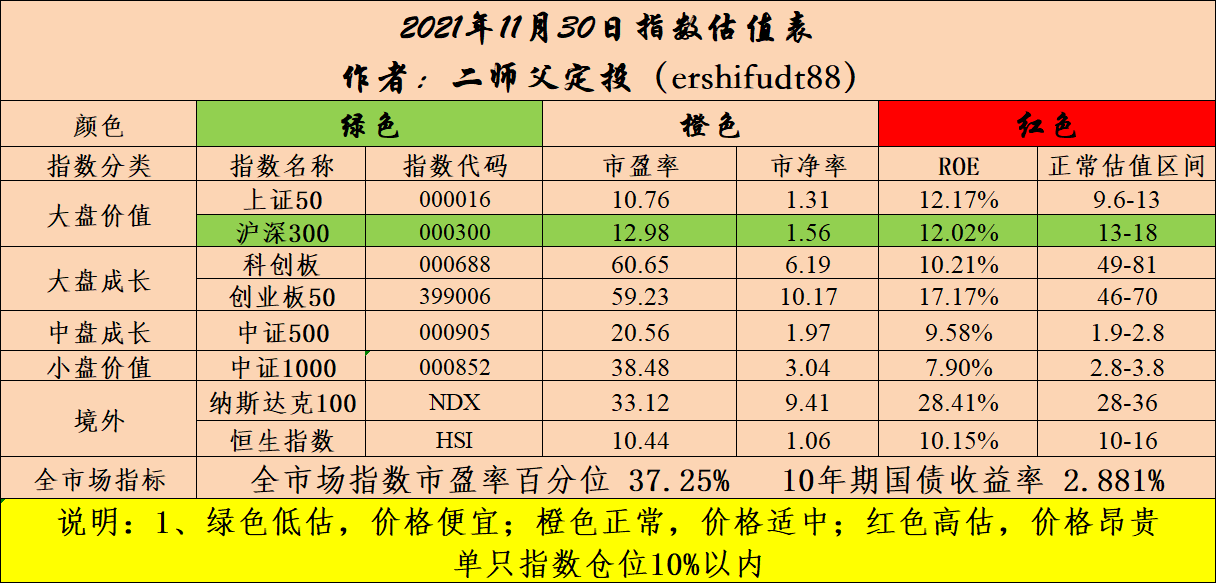 2021年11月30日指数估值表
作者：二师父定投（ershifudt88）
颜色 绿色 橙色 红色
指数分类 指数名称 指数代码 市盈率 市净率 ROE 正常估值区间
大盘价值 上证50 000016 10.76 1.31 12.17% 9.6-13
沪深300 000300 12.98 1.56 12.02% 13-18
大盘成长 科创板 000688 60.65 6.19 10.21% 49-81
创业板50 399006 59.23 10.17 17.17% 46-70
中盘成长 中证500 000905 20.56 1.97 9.58% 1.9-2.8
小盘价值 中证1000 000852 38.48 3.04 7.90% 2.8-3.8
境外 纳斯达克100 NDX 33.12 9.41 28.41% 28-36
恒生指数 HSI 10.44 1.06 10.15% 10-16
全市场指标 全市场指数市盈率百分位 37.25% 10年期国债收益率 2.881%
说明：1、绿色低估，价格便宜；橙色正常，价格适中；红色高估，价格昂贵
单只指数仓位10%以内